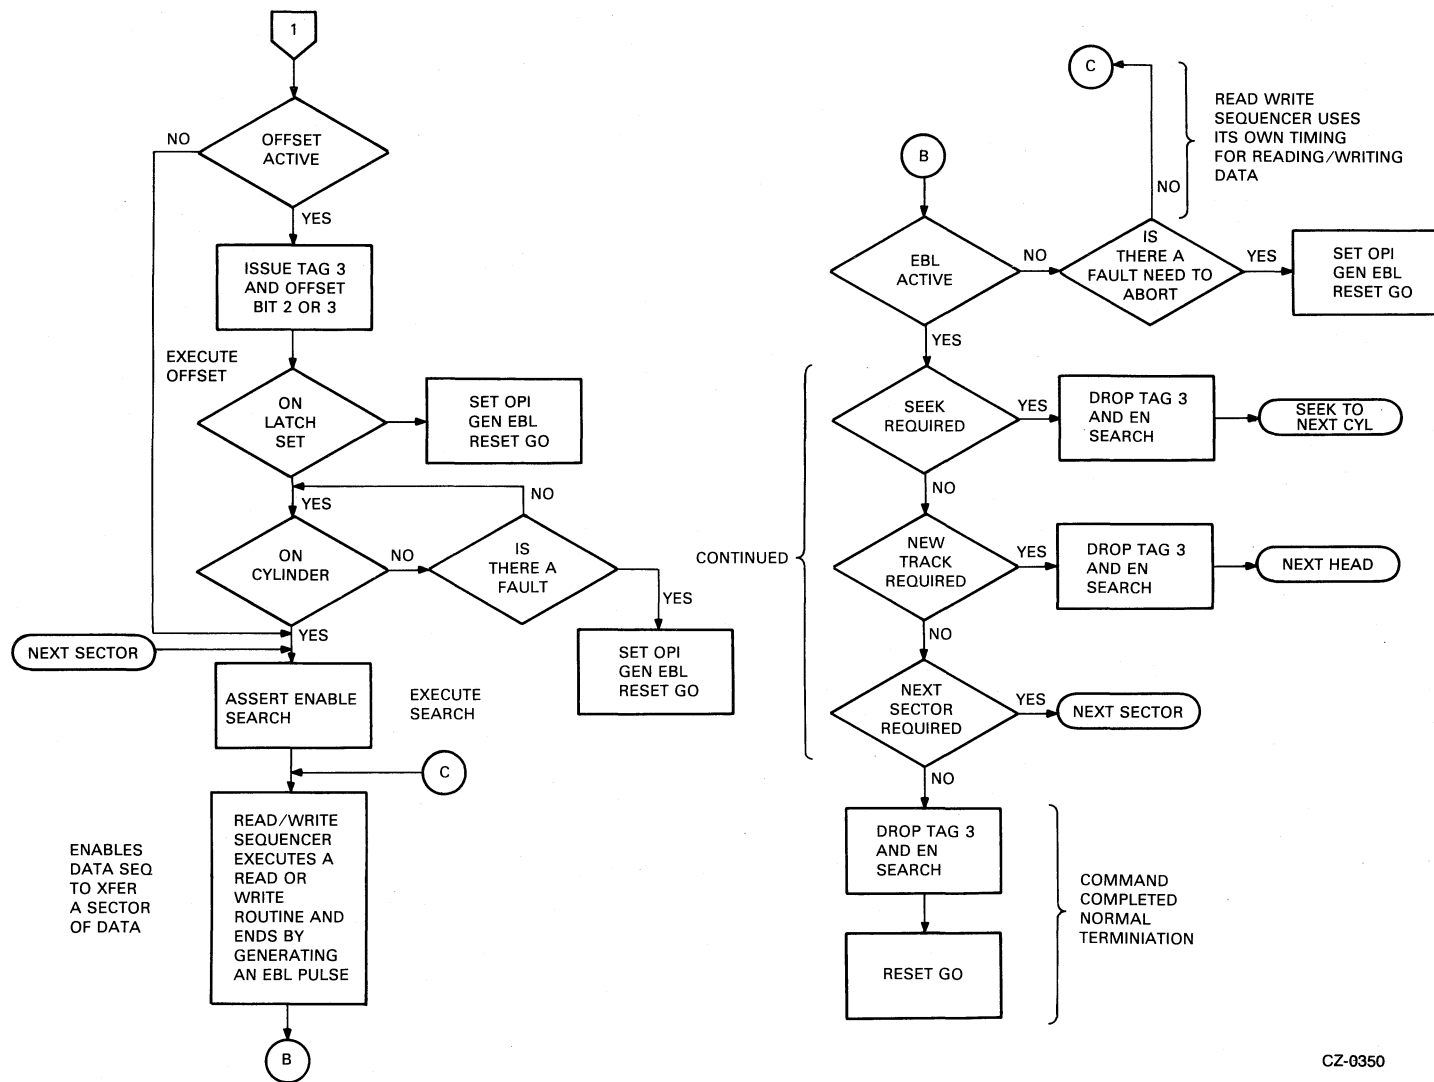 1
OFFSET
ACTIVE
NO
YES
ISSUE TAG 3
AND OFFSET
BIT 2 OR 3
EXECUTE
OFFSET
ON
LATCH
SET
SET OPI
GEN EBL
RESET GO
YES
NO
ON
CYLINDER
NO
IS
THERE A
FAULT
YES
YES
NEXT SECTOR
SET OPI
GEN EBL
RESET GO
ASSERT ENABLE
SEARCH
EXECUTE
SEARCH
C
ENABLES
DATA SEQ
TO XFER
A SECTOR
OF DATA
READ/WRITE
SEQUENCER
EXECUTES A
READ OR
WRITE
ROUTINE AND
ENDS BY
GENERATING
AN EBL PULSE
B
C
READ WRITE
SEQUENCER USES
ITS OWN TIMING
FOR READING/WRITING
DATA
B
NO
EBL
ACTIVE
NO
IS
THERE A
FAULT NEED TO
ABORT
YES
SET OPI
GEN EBL
RESET GO
YES
SEEK
REQUIRED
YES
DROP TAG 3
AND EN
SEARCH
SEEK TO
NEXT CYL
NO
CONTINUED
NEW
TRACK
REQUIRED
YES
DROP TAG 3
AND EN
SEARCH
NEXT HEAD
NO
NEXT
SECTOR
REQUIRED
YES
NEXT SECTOR
NO
DROP TAG 3
AND EN
SEARCH
COMMAND
COMPLETED
NORMAL
TERMINIATION
RESET GO
CZ-0350